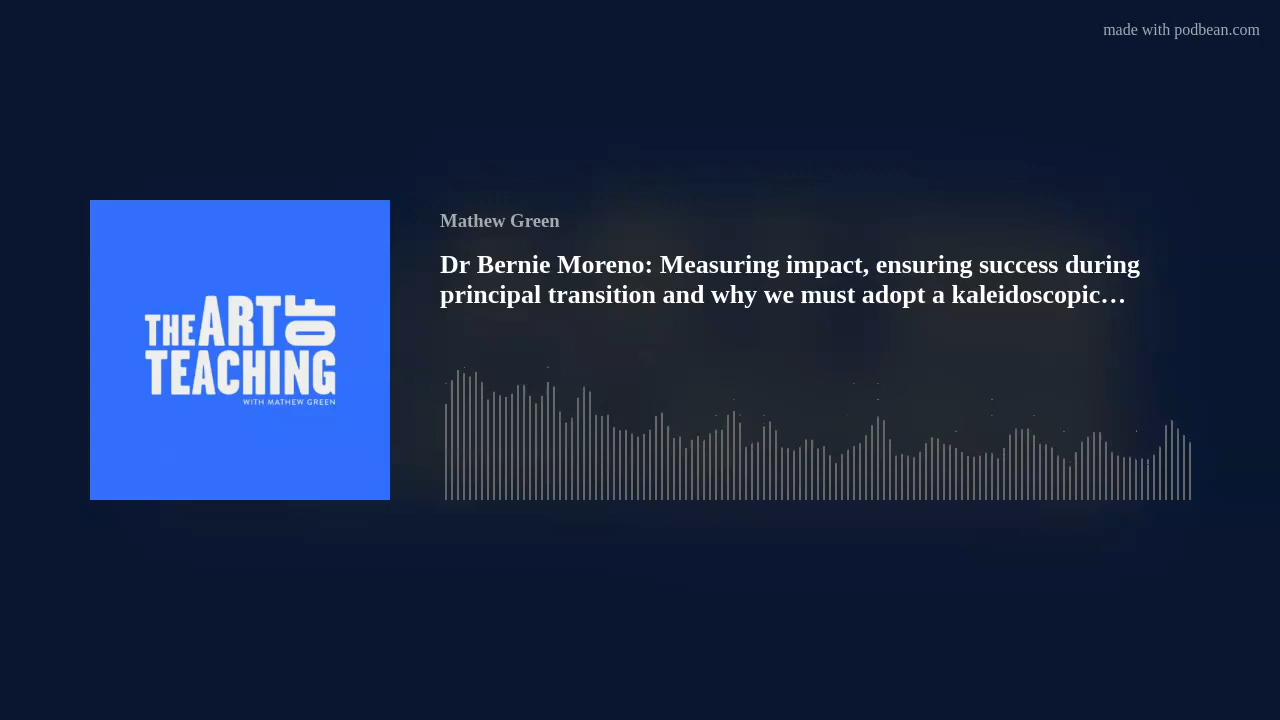 made with podbean.com
THE ART OF
TEACHING
WITH MATHEW GREEN
Mathew Green
Dr Bernie Moreno: Measuring impact, ensuring success during
principal transition and why we must adopt a kaleidoscopic…